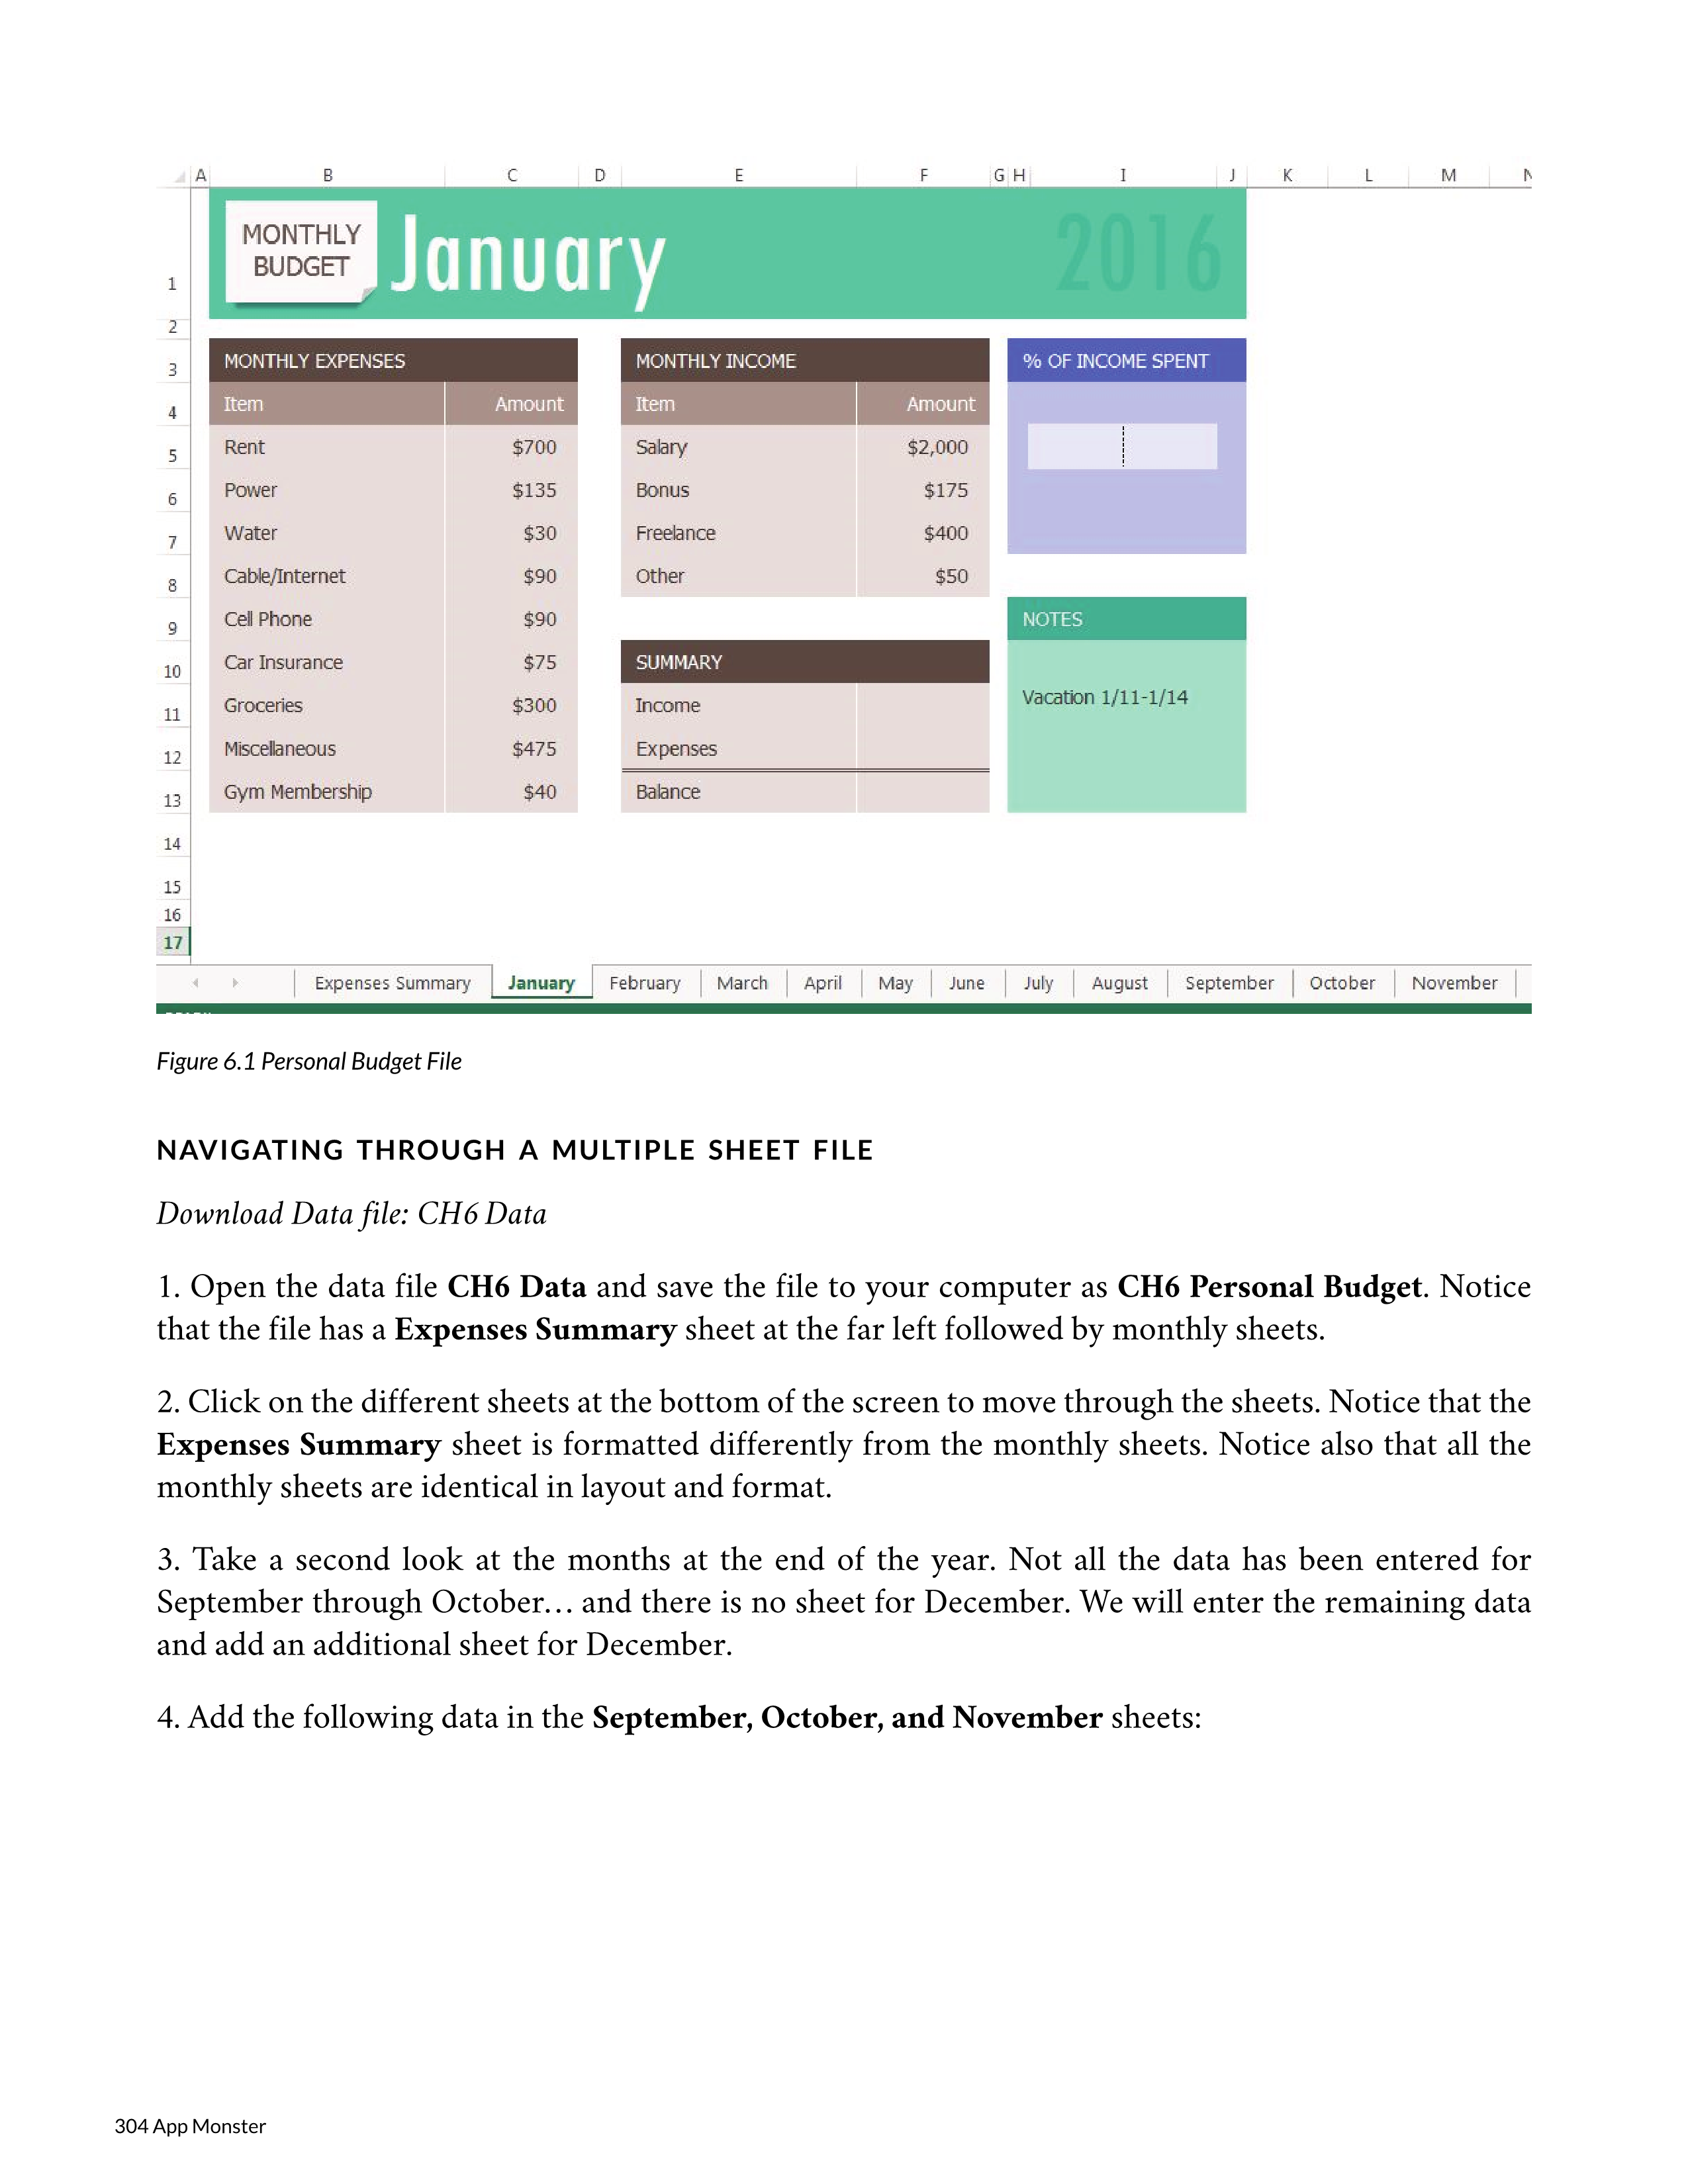 A B C D E F G H I J K L M N
1 MONTHLY BUDGET January 2016
2
3 MONTHLY EXPENSES MONTHLY INCOME % OF INCOME SPENT
4 Item Amount Item Amount
5 Rent $700 Salary $2,000
6 Power $135 Bonus $175
7 Water $30 Freelance $400
8 Cable/Internet $90 Other $50
9 Cell Phone $90 NOTES
10 Car Insurance $75 SUMMARY
11 Groceries $300 Income Vacation 1/11-1/14
12 Miscellaneous $475 Expenses
13 Gym Membership $40 Balance
14
15
16
17
Expenses Summary January February March April May June July August September October November
Figure 6.1 Personal Budget File
NAVIGATING THROUGH A MULTIPLE SHEET FILE
Download Data file: CH6 Data
1. Open the data file CH6 Data and save the file to your computer as CH6 Personal Budget. Notice
that the file has a Expenses Summary sheet at the far left followed by monthly sheets.
2. Click on the different sheets at the bottom of the screen to move through the sheets. Notice that the
Expenses Summary sheet is formatted differently from the monthly sheets. Notice also that all the
monthly sheets are identical in layout and format.
3. Take a second look at the months at the end of the year. Not all the data has been entered for
September through October… and there is no sheet for December. We will enter the remaining data
and add an additional sheet for December.
4. Add the following data in the September, October, and November sheets:
304 App Monster